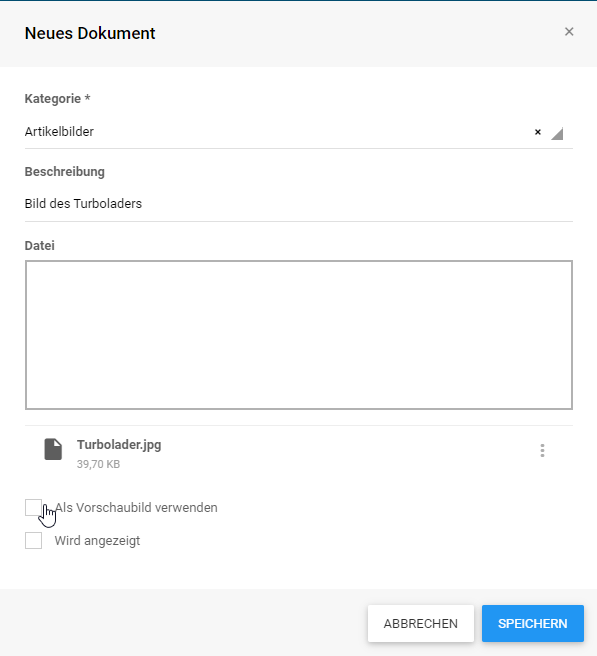 Neues Dokument
Kategorie *
Artikelbilder
Beschreibung
Bild des Turboladers
Datei
Turbolader.jpg
39,70 KB
Als Vorschaubild verwenden
Wird angezeigt
ABBRECHEN SPEICHERN